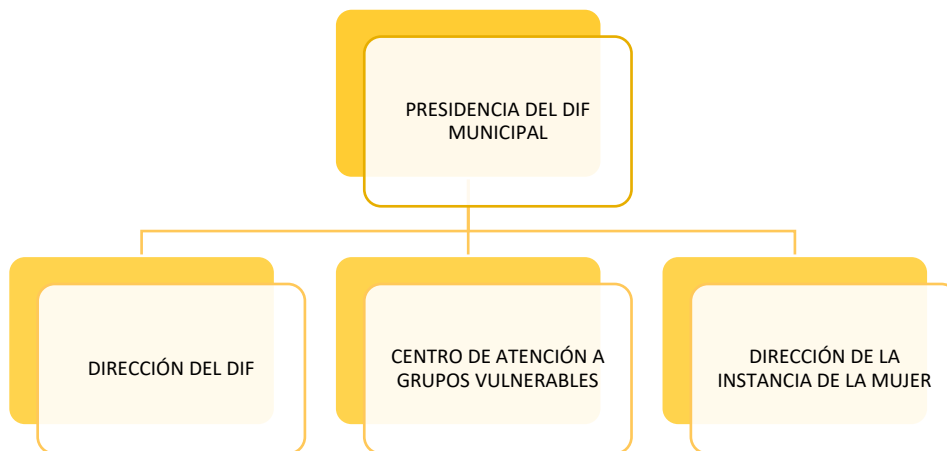 PRESIDENCIA DEL DIF
MUNICIPAL
DIRECCIÓN DEL DIF
CENTRO DE ATENCIÓN A
GRUPOS VULNERABLES
DIRECCIÓN DE LA
INSTANCIA DE LA MUJER